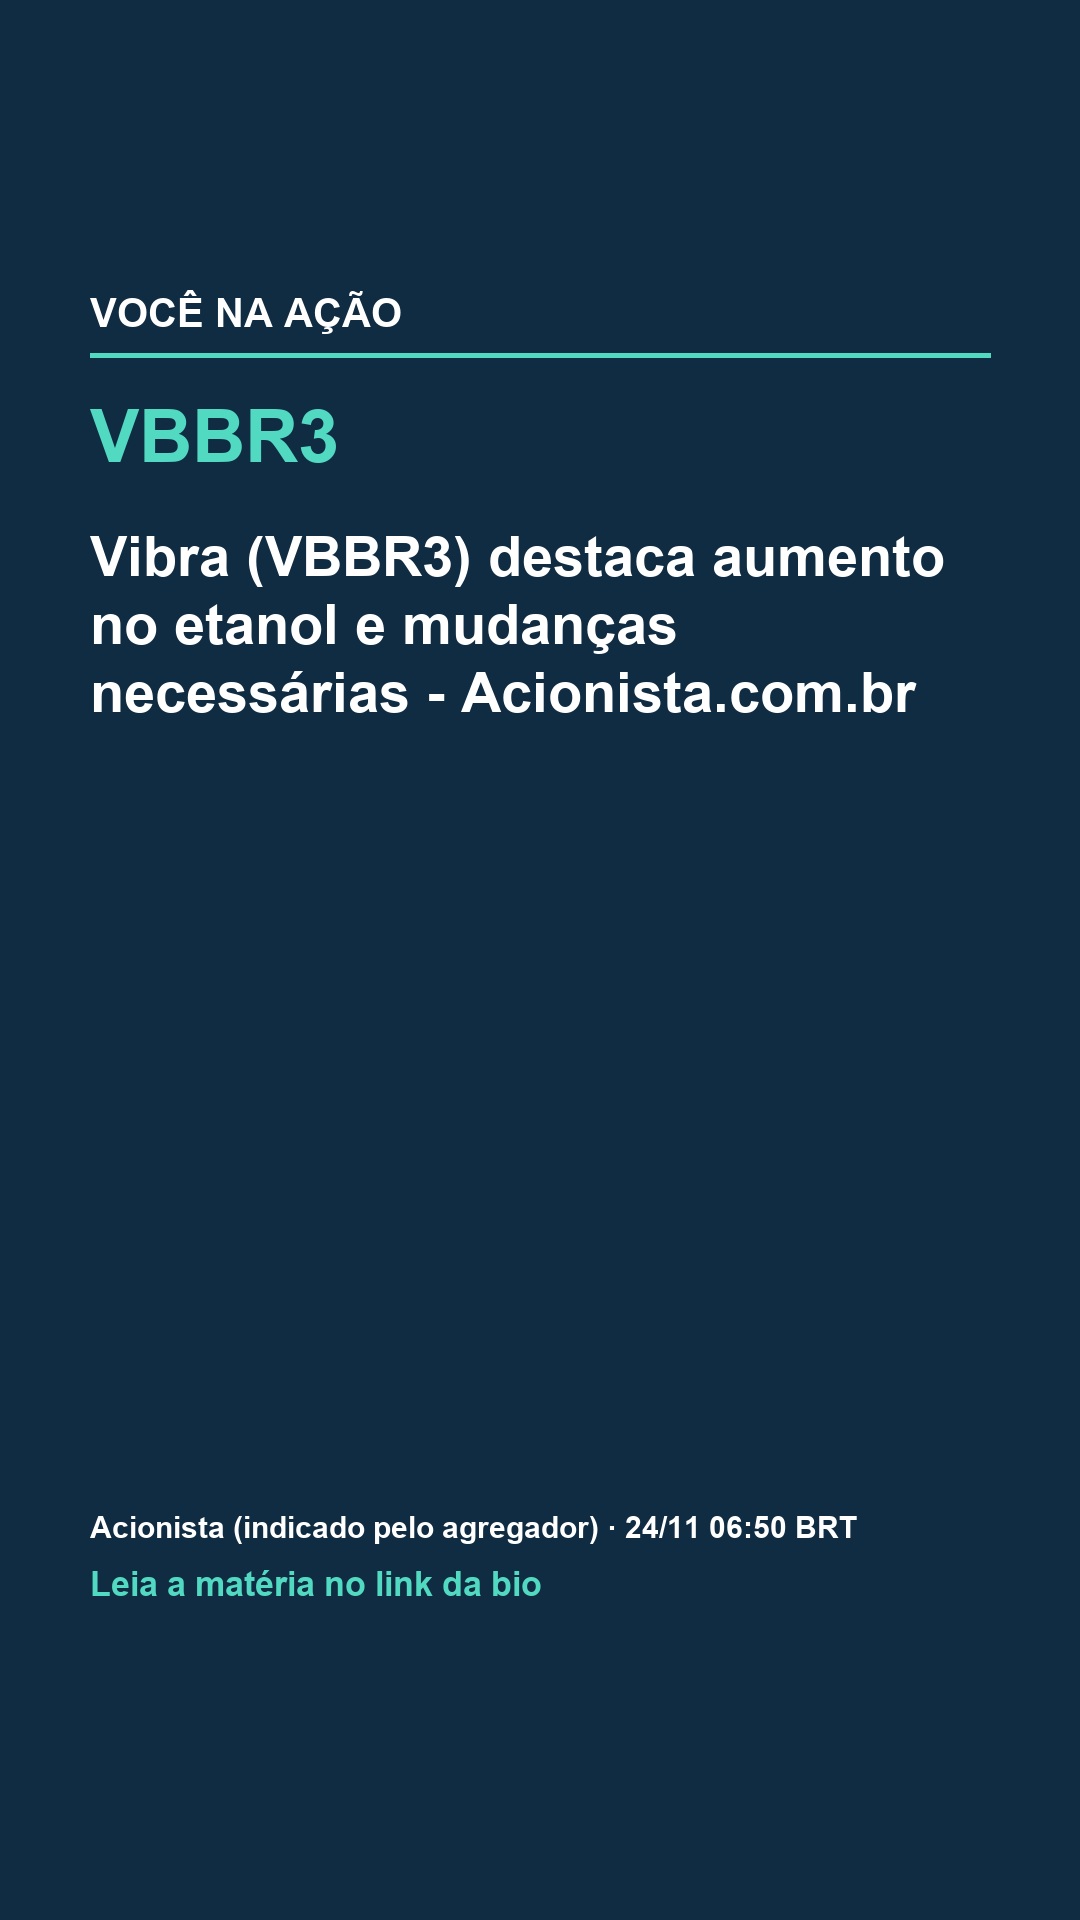 VOCÊ NA AÇÃO
VBBR3
Vibra (VBBR3) destaca aumento
no etanol e mudanças
necessárias - Acionista.com.br
Acionista (indicado pelo agregador) · 24/11 06:50 BRT
Leia a matéria no link da bio